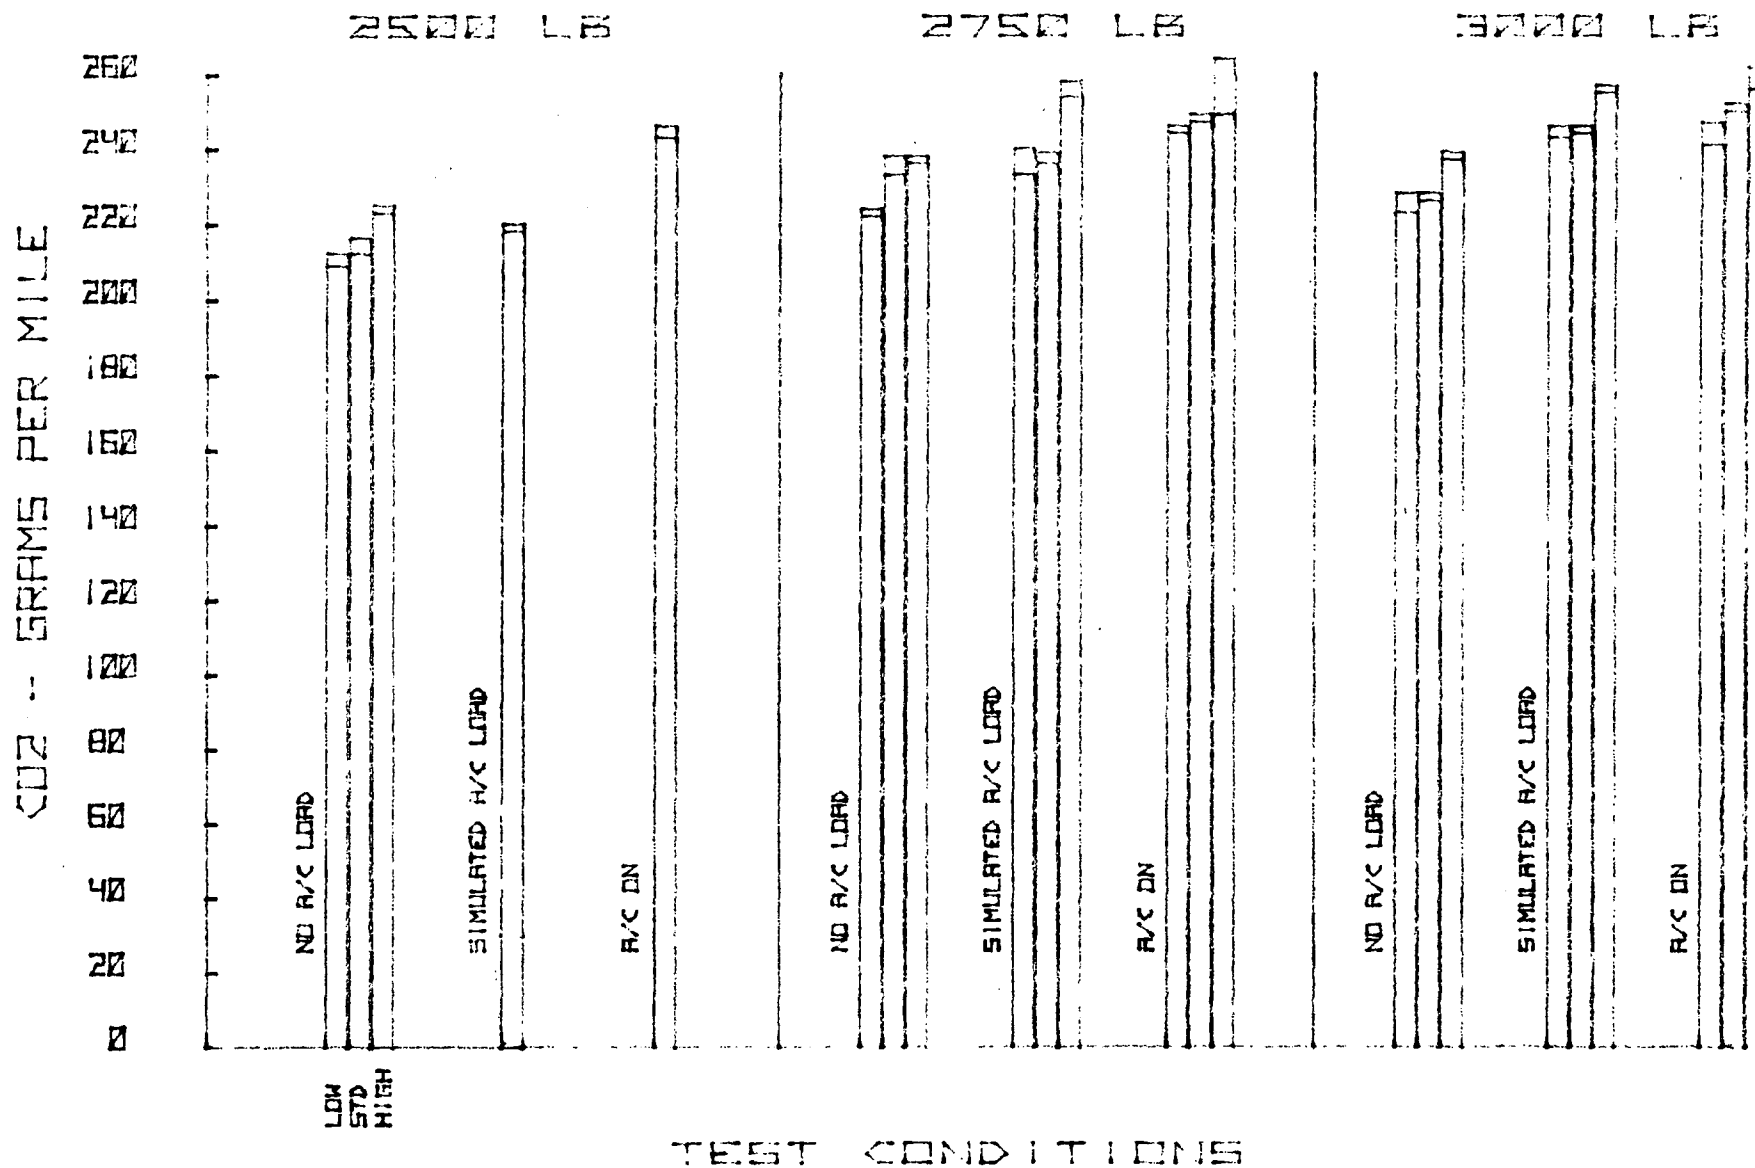 2500 LB 2750 LB 3000 LB
CO2 -- GRAMS PER MILE
260
240
220
200
180
160
140
120
100
80
60
40
20
0
NO A/C LOAD
SIMULATED A/C LOAD
A/C ON
NO A/C LOAD
SIMULATED A/C LOAD
A/C ON
NO A/C LOAD
SIMULATED A/C LOAD
A/C ON
LOW
STD
HIGH
TEST CONDITIONS